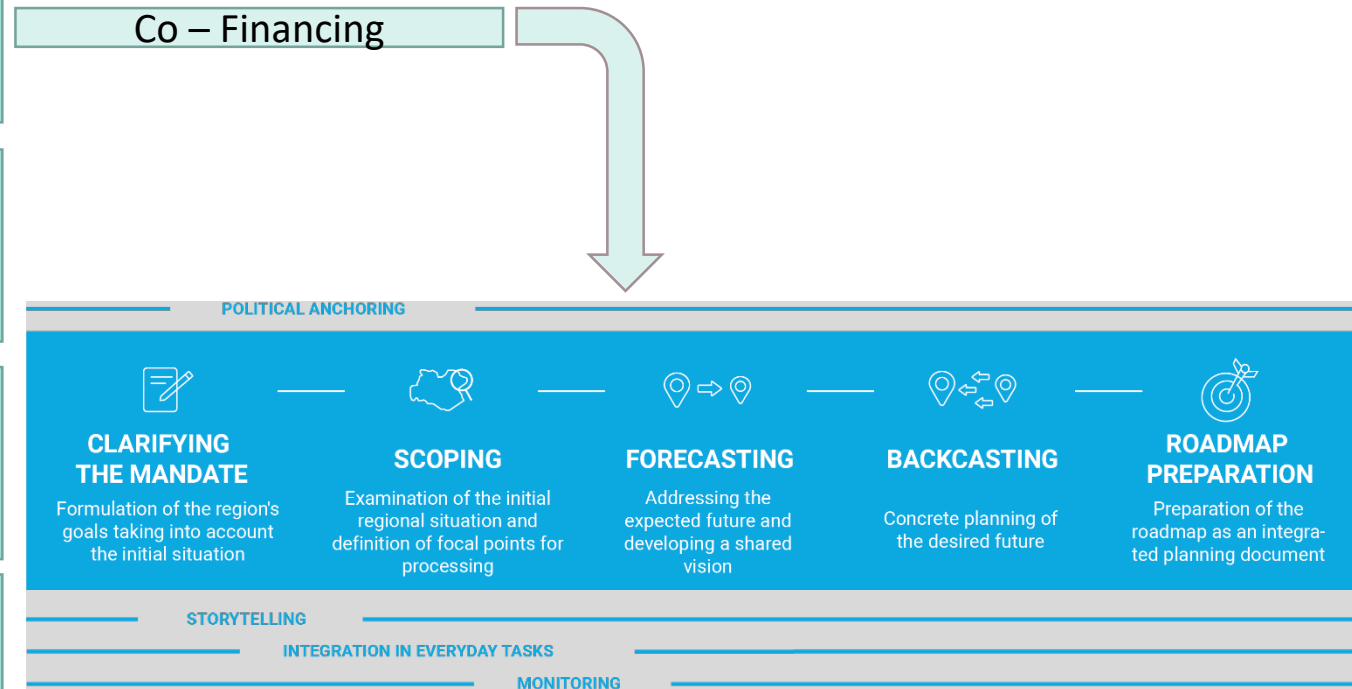 Co – Financing
POLITICAL ANCHORING
CLARIFYING
THE MANDATE
Formulation of the region's
goals taking into account
the initial situation
SCOPING
Examination of the initial
regional situation and
definition of focal points for
processing
FORECASTING
Addressing the
expected future and
developing a shared
vision
BACKCASTING
Concrete planning of
the desired future
ROADMAP
PREPARATION
Preparation of the
roadmap as an integra-
ted planning document
STORYTELLING
INTEGRATION IN EVERYDAY TASKS
MONITORING